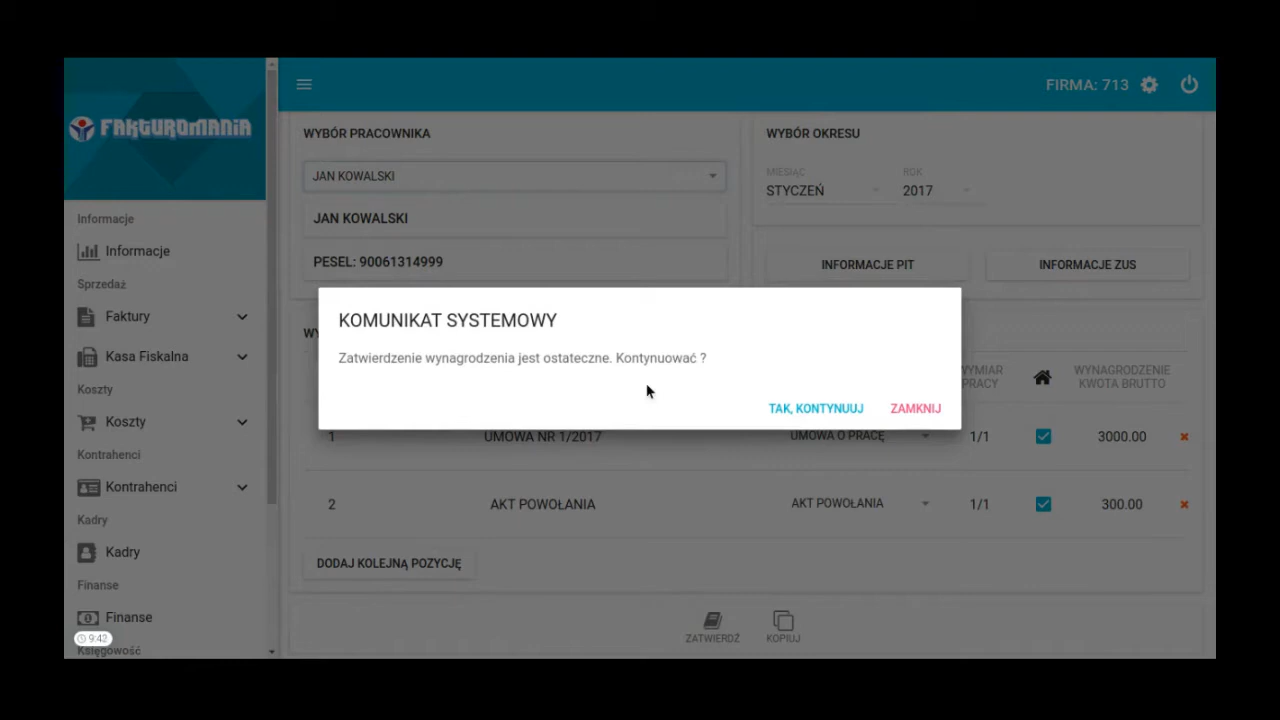 FAKTUROMANIA
FIRMA: 713
Informacje
Informacje
Sprzedaż
Faktury
Kasa Fiskalna
Koszty
Koszty
Kontrahenci
Kontrahenci
Kadry
Kadry
Finanse
Finanse
9:42
Księgowość
WYBÓR PRACOWNIKA
JAN KOWALSKI
JAN KOWALSKI
PESEL: 90061314999
WYBÓR OKRESU
MIESIĄC
ROK
STYCZEŃ
2017
INFORMACJE PIT
INFORMACJE ZUS
KOMUNIKAT SYSTEMOWY
Zatwierdzenie wynagrodzenia jest ostateczne. Kontynuować ?
TAK, KONTYNUUJ
ZAMKNIJ
PRACY
WYNAGRODZENIE
KWOTA BRUTTO
1 UMOWA NR 1/2017 UMOWA O PRACĘ 1/1 3000.00
2 AKT POWOŁANIA AKT POWOŁANIA 1/1 300.00
DODAJ KOLEJNĄ POZYCJĘ
ZATWIERDŹ
KOPIUJ